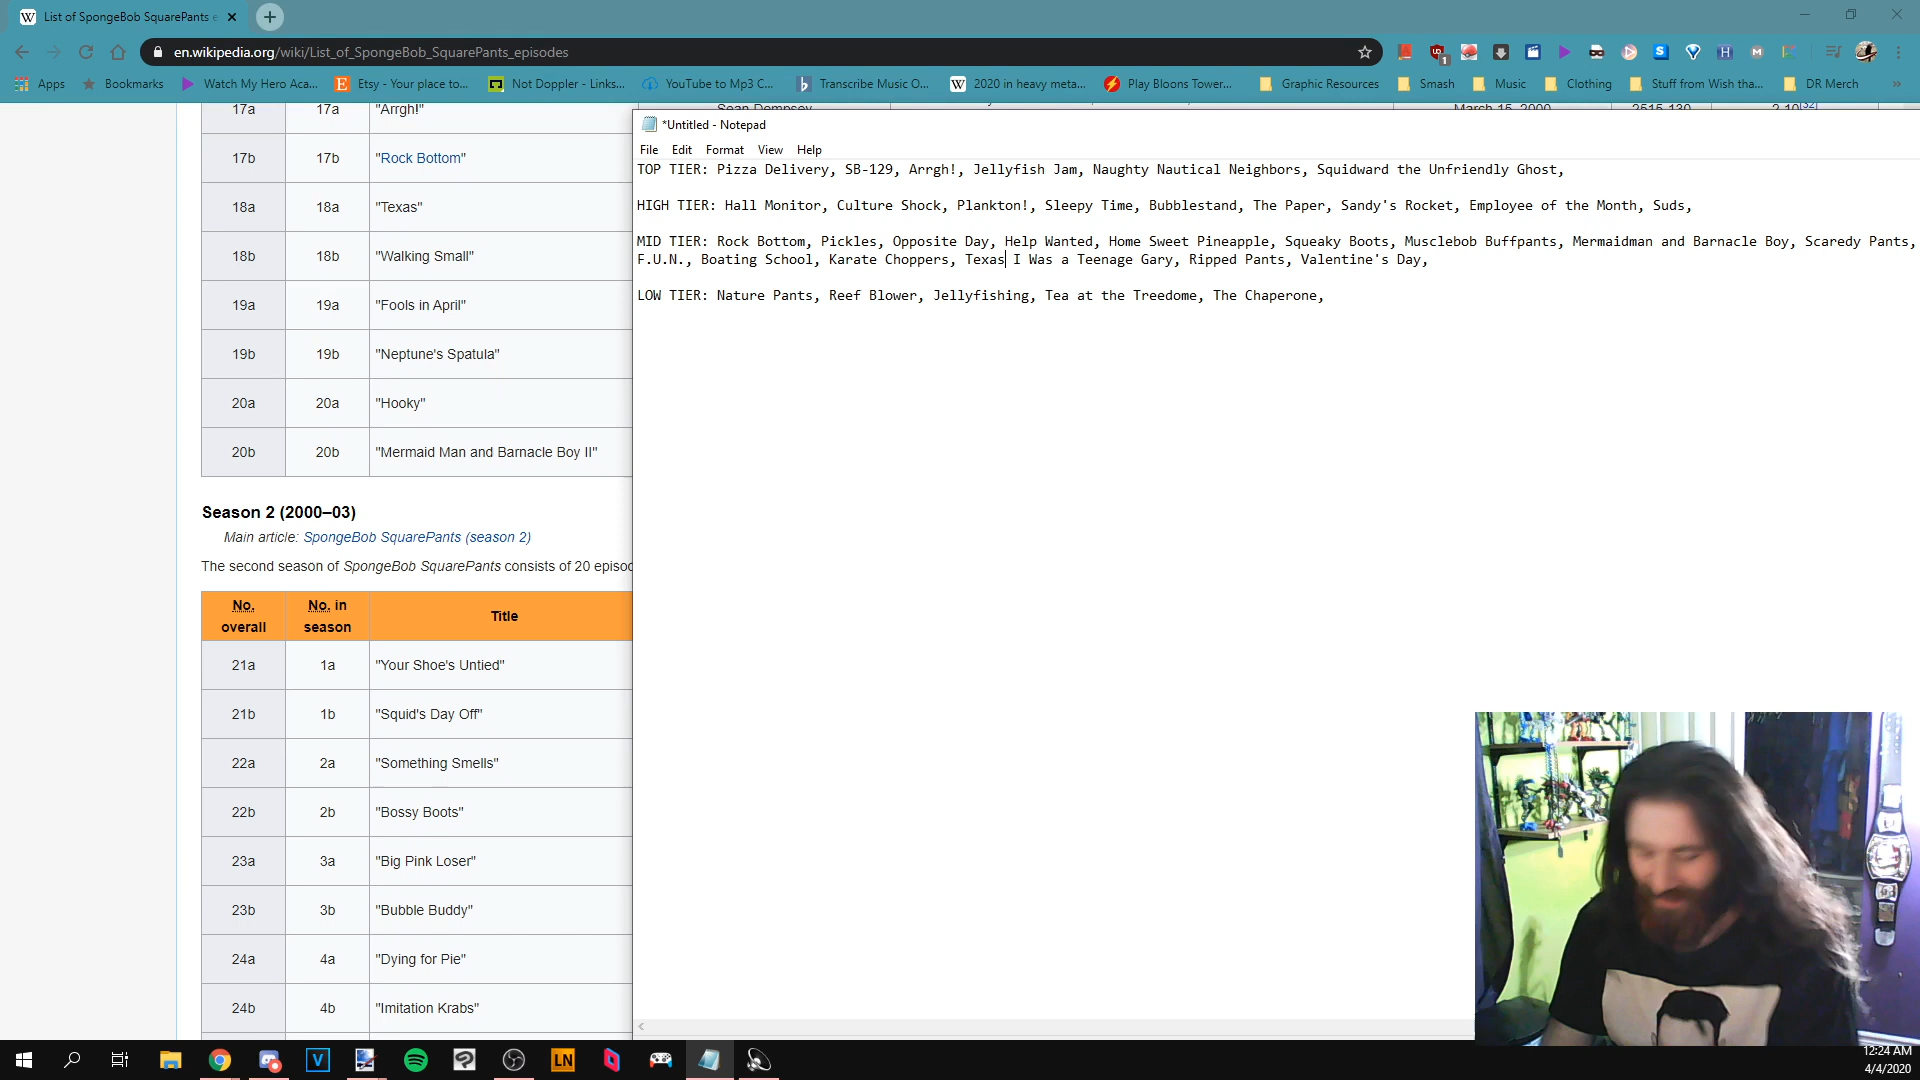 List of SpongeBob SquarePants e
en.wikipedia.org/wiki/List_of_SpongeBob_SquarePants_episodes
Apps
Bookmarks
Watch My Hero Aca...
Etsy - Your place to...
Not Doppler - Links...
YouTube to Mp3 C...
Transcribe Music O...
2020 in heavy meta...
Play Bloons Tower...
Graphic Resources
Smash
Music
Clothing
Stuff from Wish tha...
DR Merch
17a 17a "Arrgh!"
Sean Dempsey
March 15, 2000
2515-130
2.10[32]
17b 17b "Rock Bottom"
18a 18a "Texas"
18b 18b "Walking Small"
19a 19a "Fools in April"
19b 19b "Neptune's Spatula"
20a 20a "Hooky"
20b 20b "Mermaid Man and Barnacle Boy II"
Season 2 (2000–03)
Main article: SpongeBob SquarePants (season 2)
The second season of SpongeBob SquarePants consists of 20 episod
No. overall
No. in season
Title
21a 1a "Your Shoe's Untied"
21b 1b "Squid's Day Off"
22a 2a "Something Smells"
22b 2b "Bossy Boots"
23a 3a "Big Pink Loser"
23b 3b "Bubble Buddy"
24a 4a "Dying for Pie"
24b 4b "Imitation Krabs"
*Untitled - Notepad
File Edit Format View Help
TOP TIER: Pizza Delivery, SB-129, Arrgh!, Jellyfish Jam, Naughty Nautical Neighbors, Squidward the Unfriendly Ghost,
HIGH TIER: Hall Monitor, Culture Shock, Plankton!, Sleepy Time, Bubblestand, The Paper, Sandy's Rocket, Employee of the Month, Suds,
MID TIER: Rock Bottom, Pickles, Opposite Day, Help Wanted, Home Sweet Pineapple, Squeaky Boots, Musclebob Buffpants, Mermaidman and Barnacle Boy, Scaredy Pants,
F.U.N., Boating School, Karate Choppers, Texas I Was a Teenage Gary, Ripped Pants, Valentine's Day,
LOW TIER: Nature Pants, Reef Blower, Jellyfishing, Tea at the Treedome, The Chaperone,
LN
12:24 AM
4/4/2020